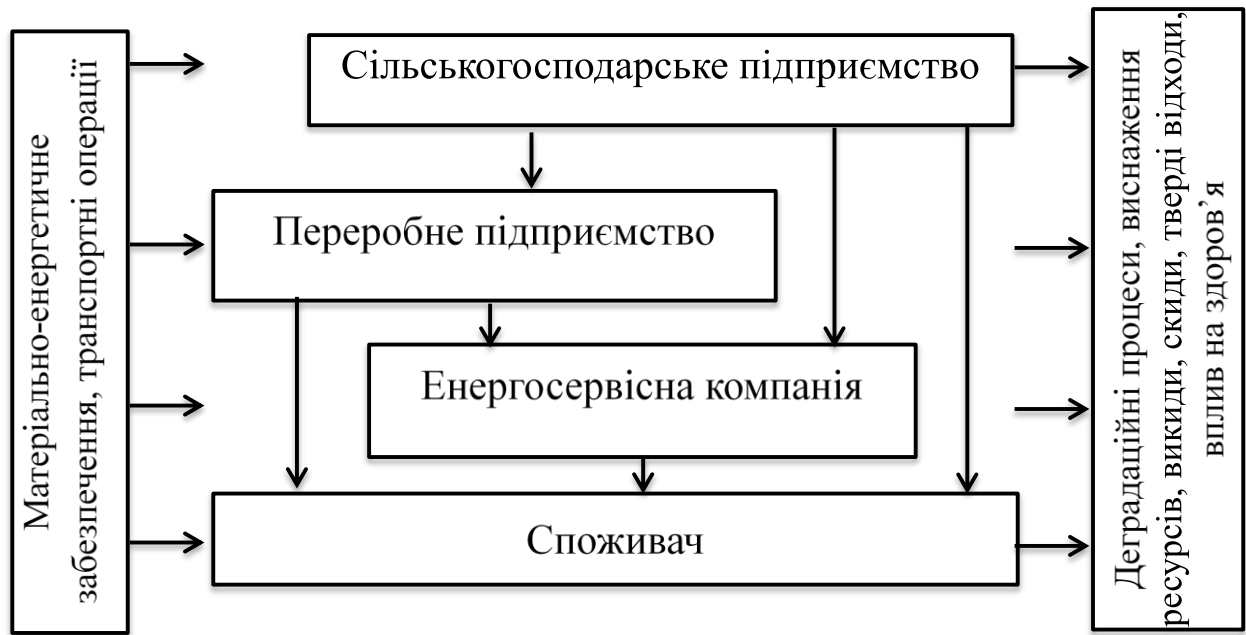 Матеріально-енергетичне
забезпечення, транспортні операції
Сільськогосподарське підприємство
Переробне підприємство
Енергосервісна компанія
Споживач
Деградаційні процеси, виснаження
ресурсів, викиди, скиди, тверді відходи,
вплив на здоров’я